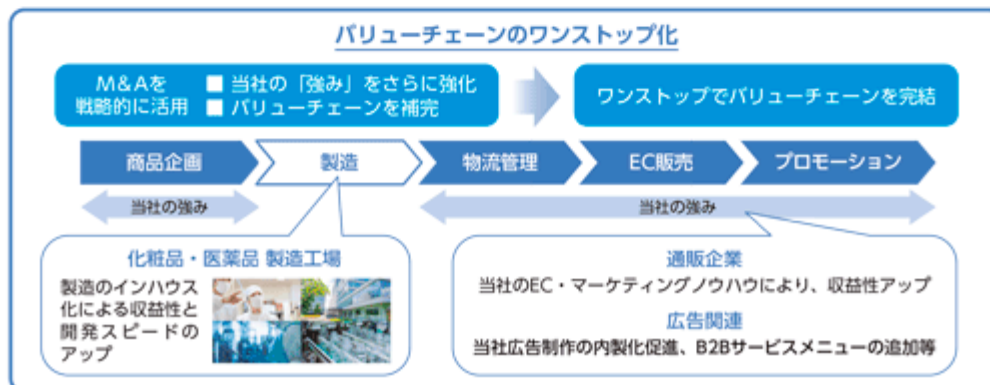 バリューチェーンのワンストップ化
M&Aを
戦略的に活用
■ 当社の「強み」をさらに強化
■ バリューチェーンを補完
ワンストップでバリューチェーンを完結
商品企画
製造
物流管理
EC販売
プロモーション
当社の強み
当社の強み
化粧品・医薬品 製造工場
製造のインハウス
化による収益性と
開発スピードの
アップ
通販企業
当社のEC・マーケティングノウハウにより、収益性アップ
広告関連
当社広告制作の内製化促進、B2Bサービスメニューの追加等